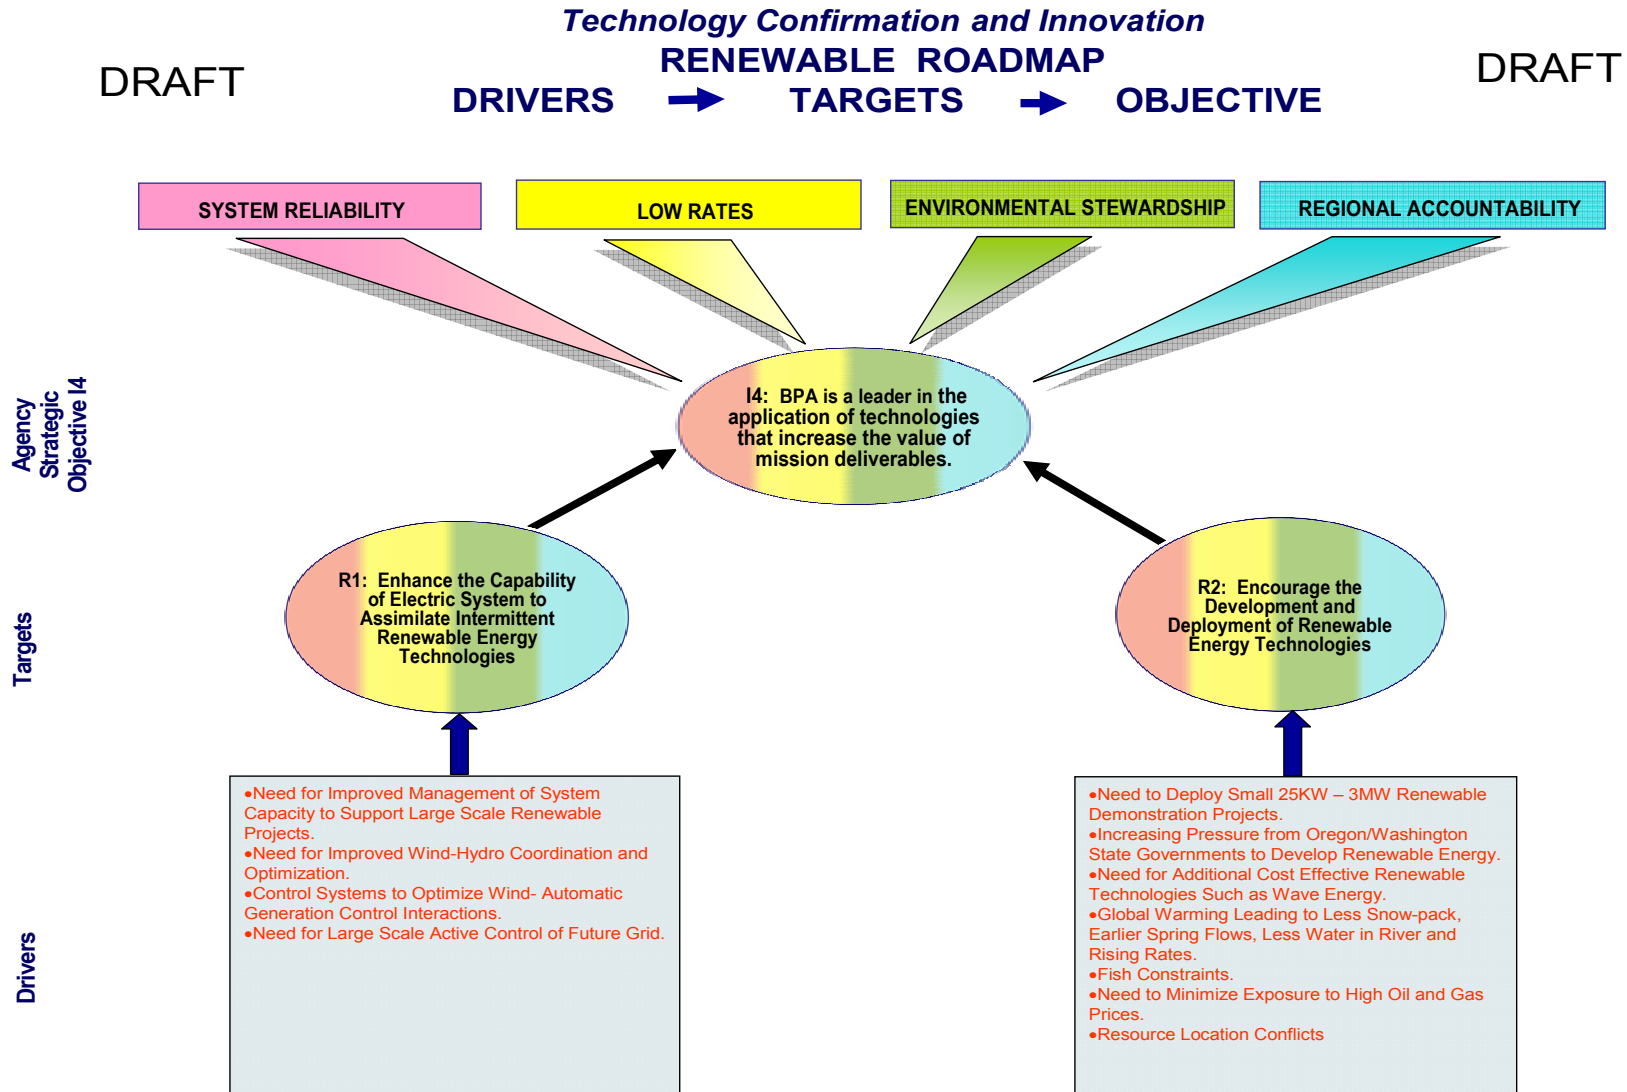 Technology Confirmation and Innovation
RENEWABLE ROADMAP
DRAFT
DRAFT
DRIVERS TARGETS OBJECTIVE
SYSTEM RELIABILITY
LOW RATES
ENVIRONMENTAL STEWARDSHIP
REGIONAL ACCOUNTABILITY
Agency
Strategic
Objective I4
I4: BPA is a leader in the
application of technologies
that increase the value of
mission deliverables.
Targets
R1: Enhance the Capability
of Electric System to
Assimilate Intermittent
Renewable Energy
Technologies
R2: Encourage the
Development and
Deployment of Renewable
Energy Technologies
Drivers
•Need for Improved Management of System
Capacity to Support Large Scale Renewable
Projects.
•Need for Improved Wind-Hydro Coordination and
Optimization.
•Control Systems to Optimize Wind- Automatic
Generation Control Interactions.
•Need for Large Scale Active Control of Future Grid.
•Need to Deploy Small 25KW – 3MW Renewable
Demonstration Projects.
•Increasing Pressure from Oregon/Washington
State Governments to Develop Renewable Energy.
•Need for Additional Cost Effective Renewable
Technologies Such as Wave Energy.
•Global Warming Leading to Less Snow-pack,
Earlier Spring Flows, Less Water in River and
Rising Rates.
•Fish Constraints.
•Need to Minimize Exposure to High Oil and Gas
Prices.
•Resource Location Conflicts